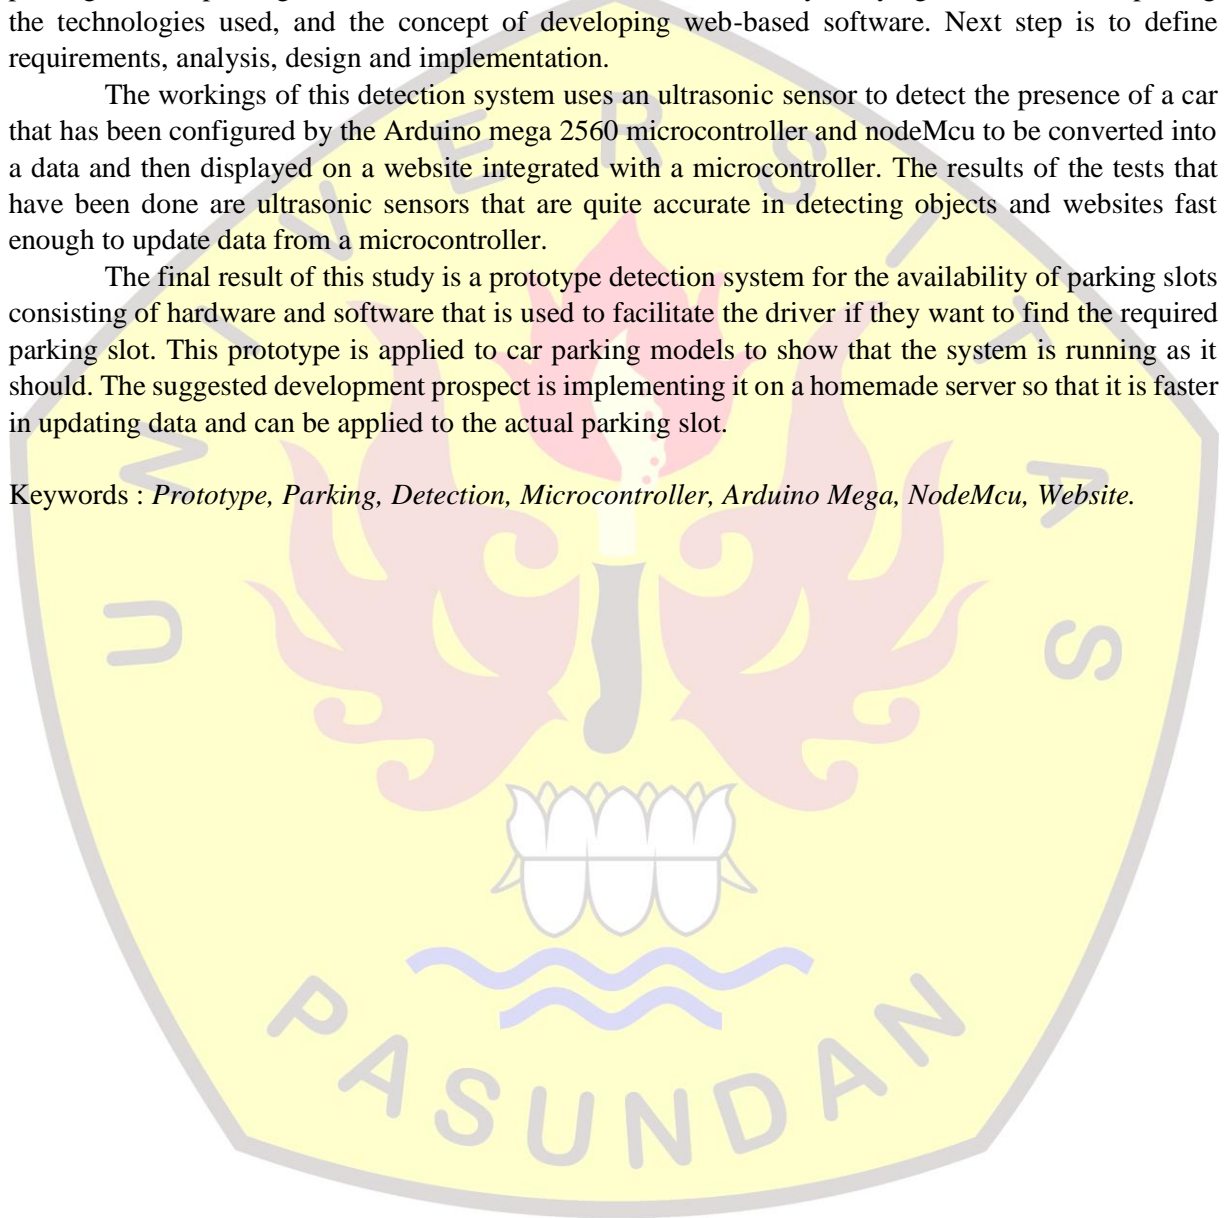 the technologies used, and the concept of developing web-based software. Next step is to define
requirements, analysis, design and implementation.
The workings of this detection system uses an ultrasonic sensor to detect the presence of a car
that has been configured by the Arduino mega 2560 microcontroller and nodeMcu to be converted into
a data and then displayed on a website integrated with a microcontroller. The results of the tests that
have been done are ultrasonic sensors that are quite accurate in detecting objects and websites fast
enough to update data from a microcontroller.
The final result of this study is a prototype detection system for the availability of parking slots
consisting of hardware and software that is used to facilitate the driver if they want to find the required
parking slot. This prototype is applied to car parking models to show that the system is running as it
should. The suggested development prospect is implementing it on a homemade server so that it is faster
in updating data and can be applied to the actual parking slot.
Keywords : Prototype, Parking, Detection, Microcontroller, Arduino Mega, NodeMcu, Website.
UNIVERSITAS
PASUNDAN